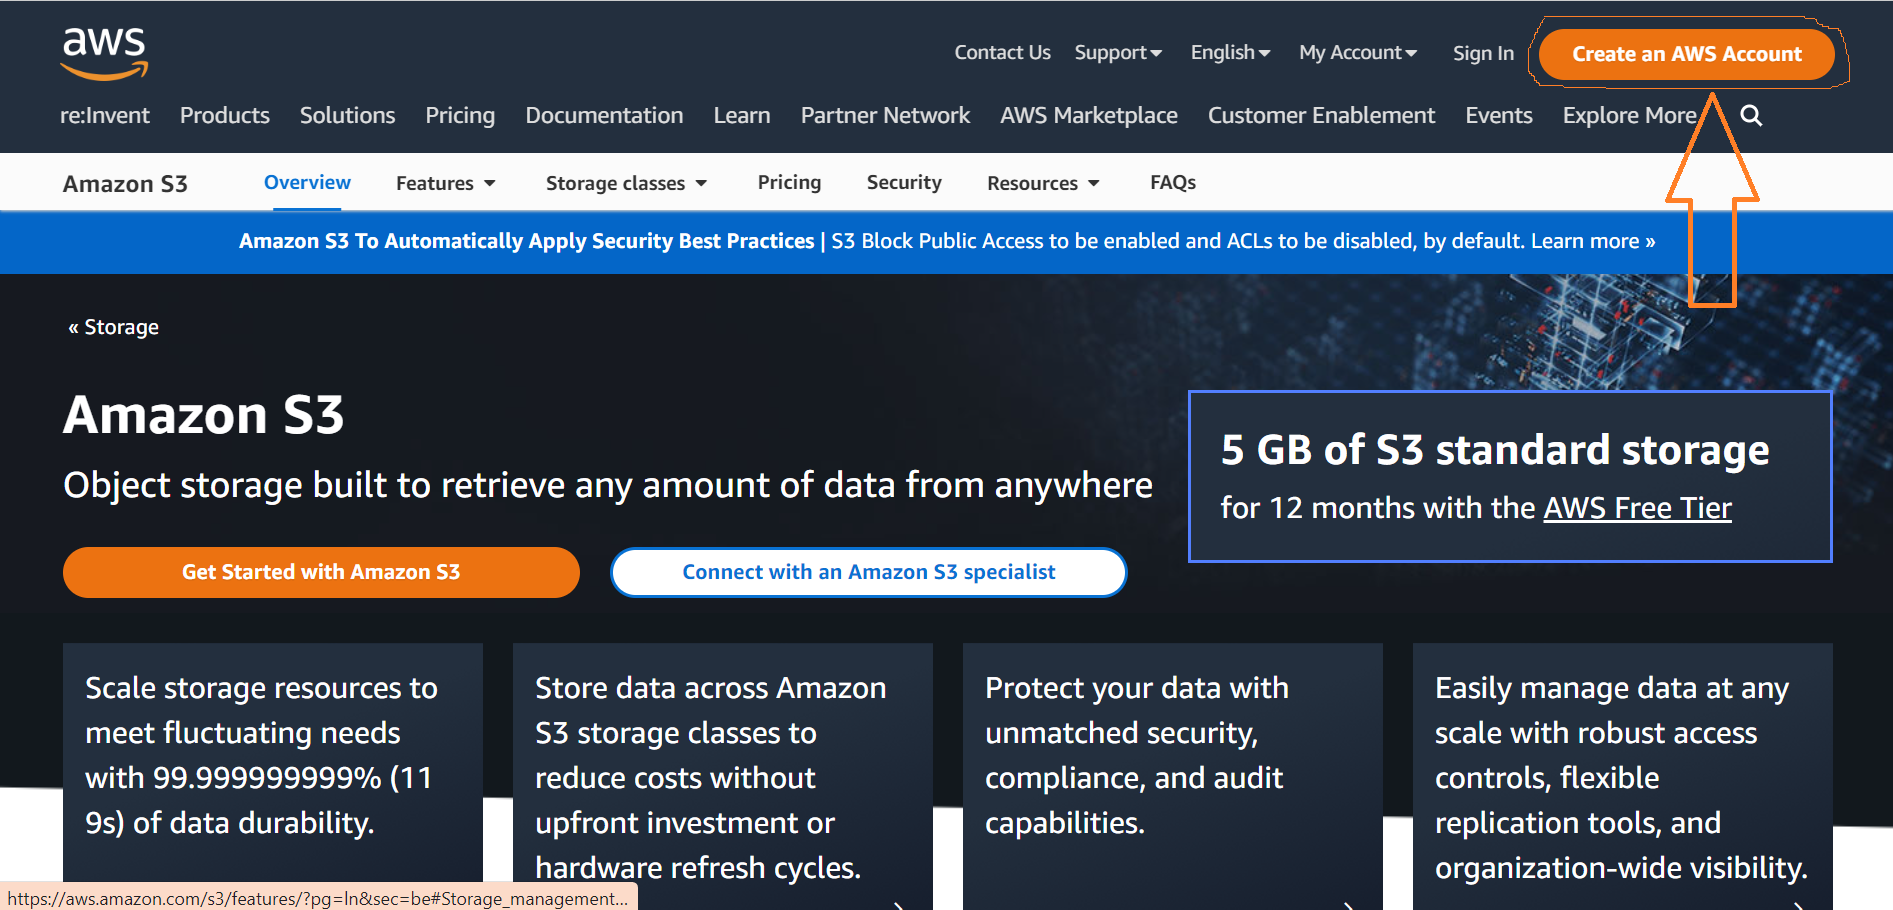 aws
Contact Us Support English My Account Sign In Create an AWS Account
re:Invent Products Solutions Pricing Documentation Learn Partner Network AWS Marketplace Customer Enablement Events Explore More
Amazon S3 Overview Features Storage classes Pricing Security Resources FAQs
Amazon S3 To Automatically Apply Security Best Practices | S3 Block Public Access to be enabled and ACLs to be disabled, by default. Learn more »
« Storage
Amazon S3
Object storage built to retrieve any amount of data from anywhere
Get Started with Amazon S3
Connect with an Amazon S3 specialist
5 GB of S3 standard storage
for 12 months with the AWS Free Tier
Scale storage resources to
meet fluctuating needs
with 99.999999999% (11
9s) of data durability.
Store data across Amazon
S3 storage classes to
reduce costs without
upfront investment or
hardware refresh cycles.
Protect your data with
unmatched security,
compliance, and audit
capabilities.
Easily manage data at any
scale with robust access
controls, flexible
replication tools, and
organization-wide visibility.
https://aws.amazon.com/s3/features/?pg=ln&sec=be#Storage_management...